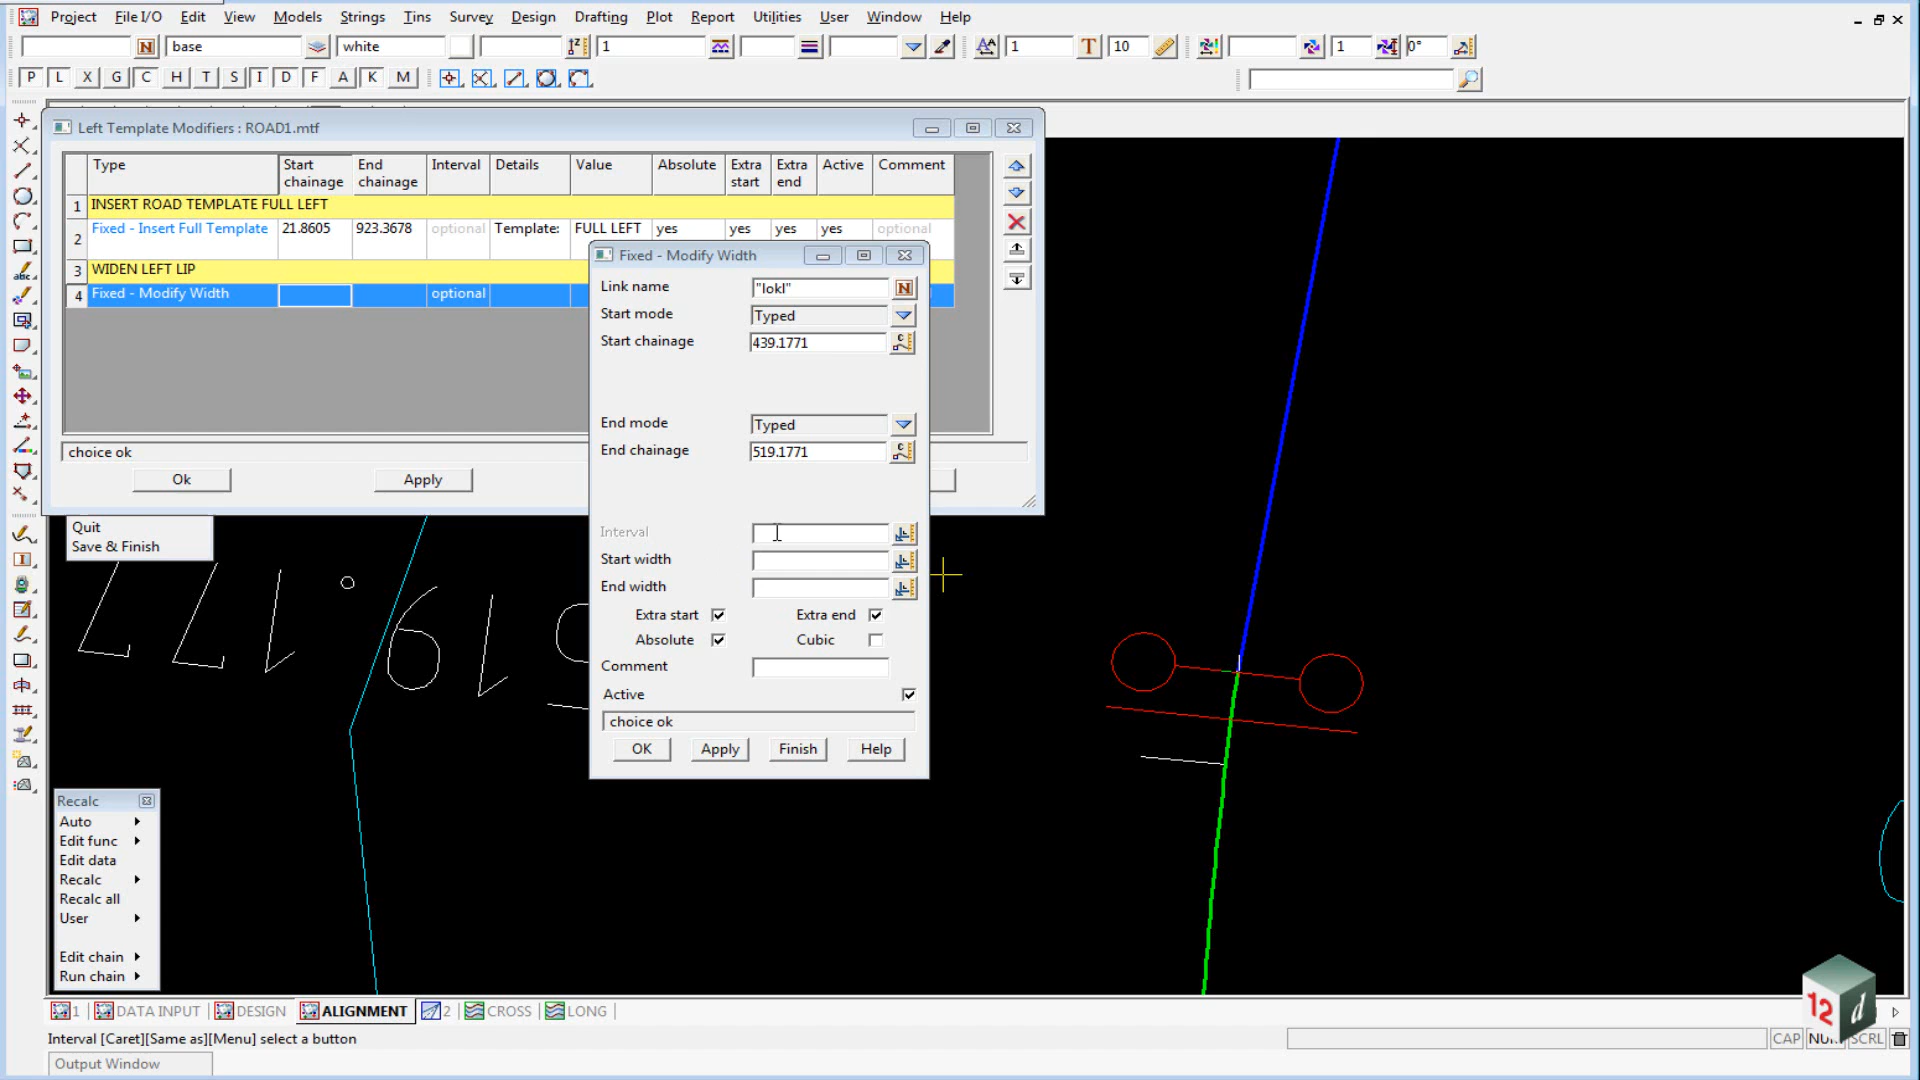 Project File I/O Edit View Models Strings Tins Survey Design Drafting Plot Report Utilities User Window Help
N base white 1 1 T 10 1 0°
P L X G C H T S I D F A K M
Left Template Modifiers : ROAD1.mtf
Type Start chainage End chainage Interval Details Value Absolute Extra start Extra end Active Comment
1 INSERT ROAD TEMPLATE FULL LEFT
2 Fixed - Insert Full Template 21.8605 923.3678 optional Template: FULL LEFT yes yes yes yes optional
3 WIDEN LEFT LIP
4 Fixed - Modify Width optional
choice ok
Ok Apply
Fixed - Modify Width
Link name "lokl" N
Start mode Typed
Start chainage 439.1771
End mode Typed
End chainage 519.1771
Interval
Start width
End width
Extra start Extra end
Absolute Cubic
Comment
Active
choice ok
OK Apply Finish Help
Quit
Save & Finish
519.177
Recalc
Auto
Edit func
Edit data
Recalc
Recalc all
User
Edit chain
Run chain
12 d
1 DATA INPUT DESIGN ALIGNMENT 2 CROSS LONG
Interval [Caret][Same as][Menu] select a button CAP NUM SCRL
Output Window